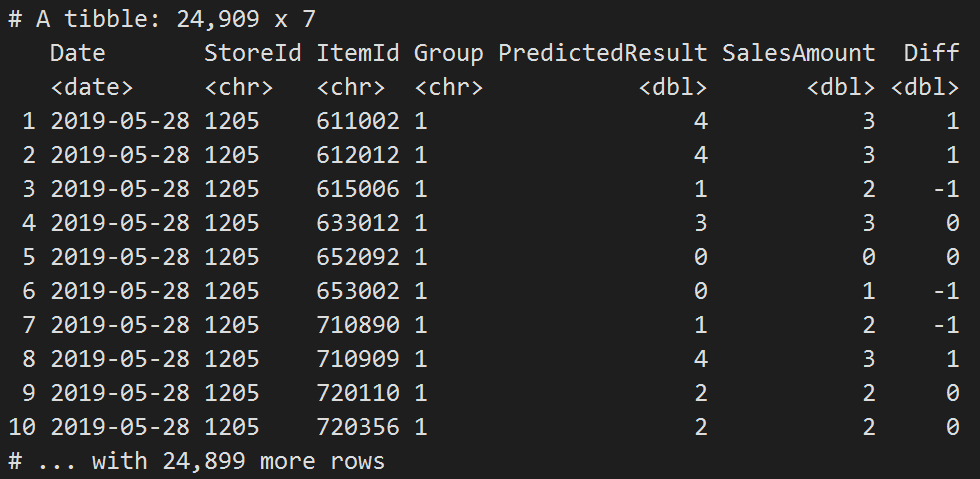 # A tibble: 24,909 x 7
Date StoreId ItemId Group PredictedResult SalesAmount Diff
<date> <chr> <chr> <chr> <dbl> <dbl> <dbl>
1 2019-05-28 1205 611002 1 4 3 1
2 2019-05-28 1205 612012 1 4 3 1
3 2019-05-28 1205 615006 1 1 2 -1
4 2019-05-28 1205 633012 1 3 3 0
5 2019-05-28 1205 652092 1 0 0 0
6 2019-05-28 1205 653002 1 0 1 -1
7 2019-05-28 1205 710890 1 1 2 -1
8 2019-05-28 1205 710909 1 4 3 1
9 2019-05-28 1205 720110 1 2 2 0
10 2019-05-28 1205 720356 1 2 2 0
# ... with 24,899 more rows